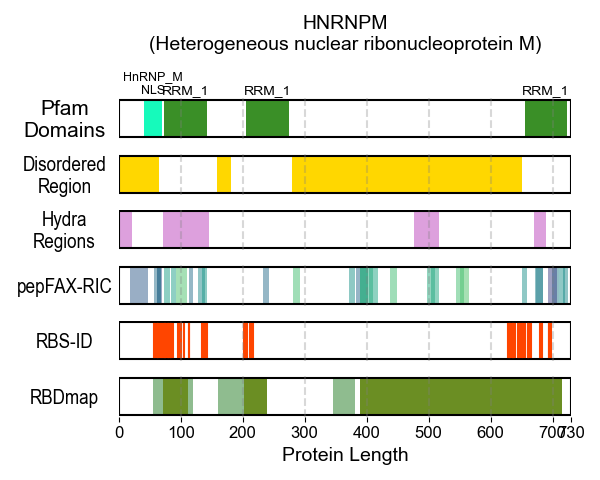 HNRNPM
(Heterogeneous nuclear ribonucleoprotein M)
HnRNP_M
NLS
RRM_1
RRM_1
RRM_1
Pfam
Domains
Disordered
Region
Hydra
Regions
pepFAX-RIC
RBS-ID
RBDmap
0 100 200 300 400 500 600 700 730
Protein Length